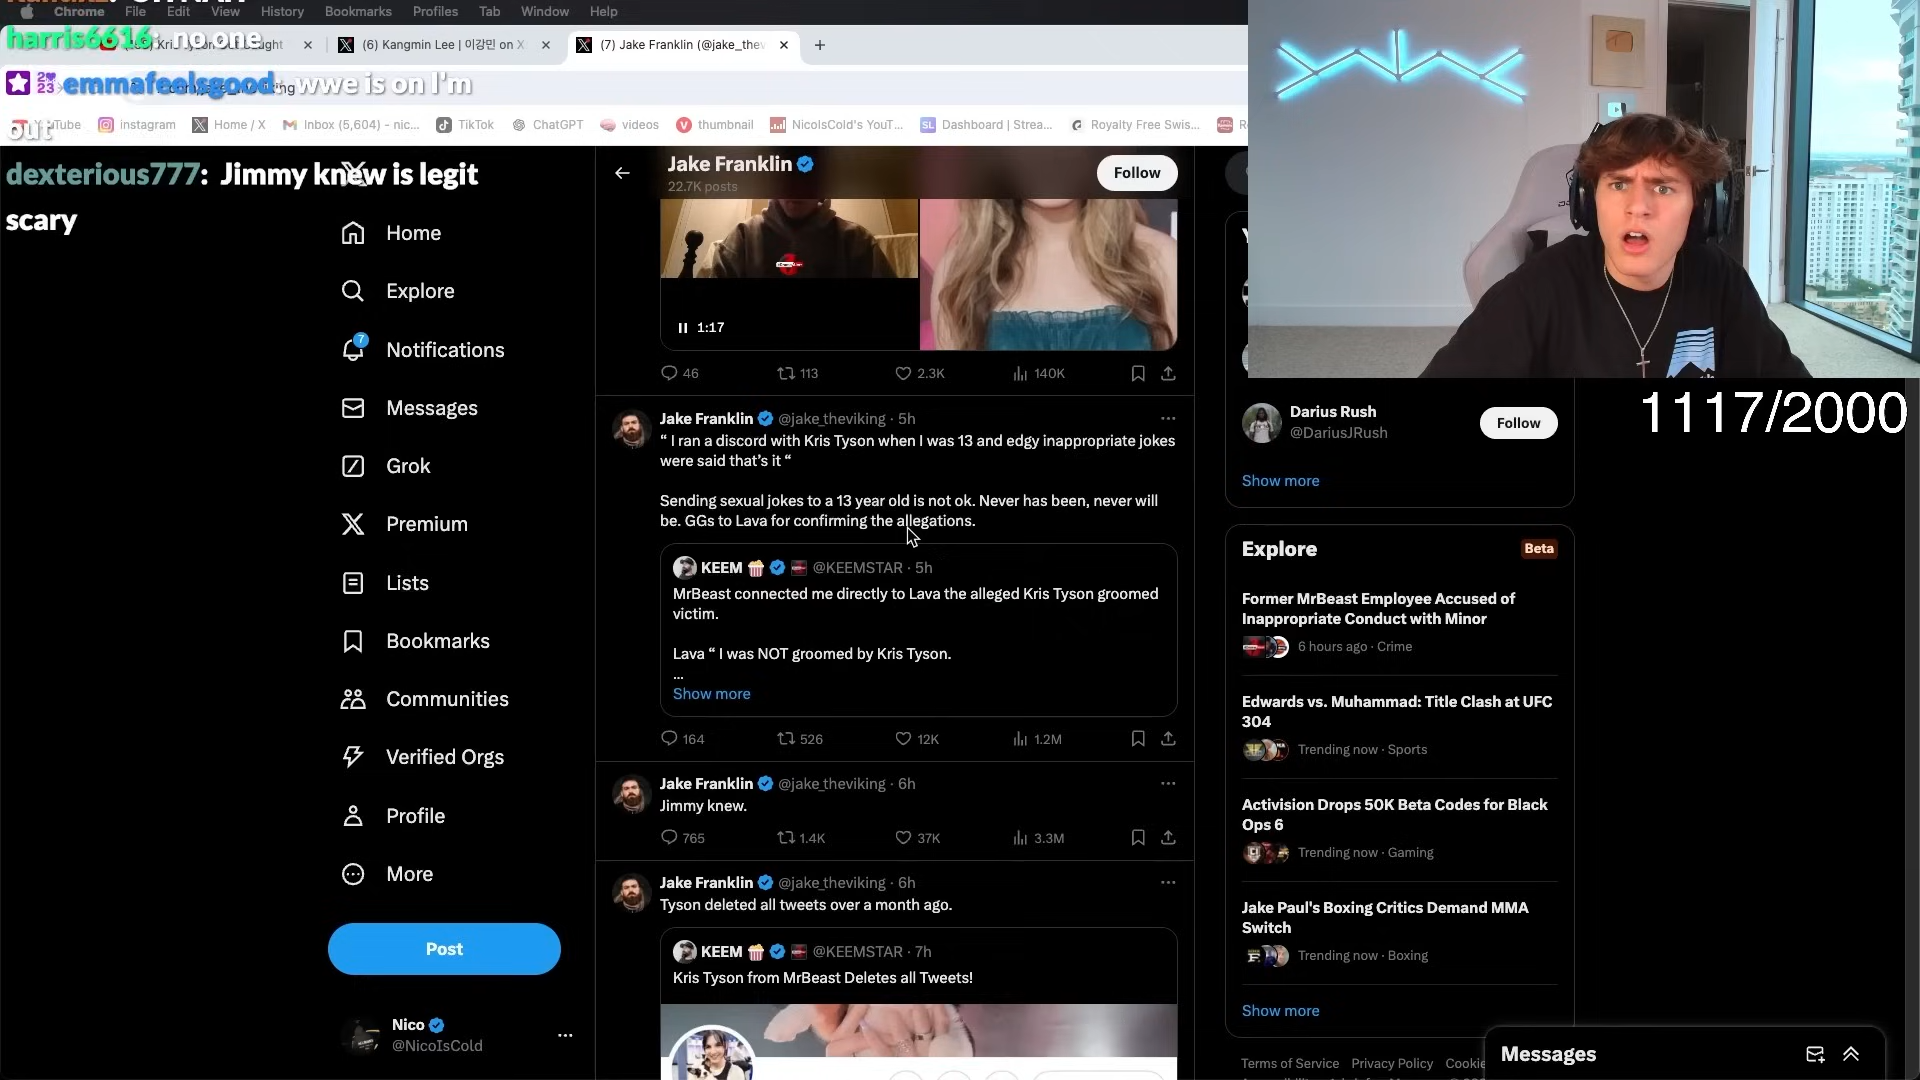 Chrome File Edit View History Bookmarks Profiles Tab Window Help
harris6616: no one
(6) Kangmin Lee | 이강민 on X
(7) Jake Franklin (@jake_thev
emmafeelsgood: wwe is on I'm
out
YouTube instagram Home / X Inbox (5,604) - nic... TikTok ChatGPT videos thumbnail NicoIsCold's YouT... Dashboard | Strea... Royalty Free Swis...
dexterious777: Jimmy knew is legit
scary
Home
Explore
7
Notifications
Messages
Grok
Premium
Lists
Bookmarks
Communities
Verified Orgs
Profile
More
Post
Nico
@NicoIsCold
Jake Franklin
22.7K posts
Follow
1:17
46 113 2.3K 140K
Jake Franklin @jake_theviking · 5h
“ I ran a discord with Kris Tyson when I was 13 and edgy inappropriate jokes
were said that’s it “
Sending sexual jokes to a 13 year old is not ok. Never has been, never will
be. GGs to Lava for confirming the allegations.
KEEM @KEEMSTAR · 5h
MrBeast connected me directly to Lava the alleged Kris Tyson groomed
victim.
Lava “ I was NOT groomed by Kris Tyson.
...
Show more
164 526 12K 1.2M
Jake Franklin @jake_theviking · 6h
Jimmy knew.
765 1.4K 37K 3.3M
Jake Franklin @jake_theviking · 6h
Tyson deleted all tweets over a month ago.
KEEM @KEEMSTAR · 7h
Kris Tyson from MrBeast Deletes all Tweets!
1117/2000
Darius Rush
@DariusJRush
Follow
Show more
Explore
Beta
Former MrBeast Employee Accused of
Inappropriate Conduct with Minor
6 hours ago · Crime
Edwards vs. Muhammad: Title Clash at UFC
304
Trending now · Sports
Activision Drops 50K Beta Codes for Black
Ops 6
Trending now · Gaming
Jake Paul's Boxing Critics Demand MMA
Switch
Trending now · Boxing
Show more
Terms of Service Privacy Policy Cookie
Messages